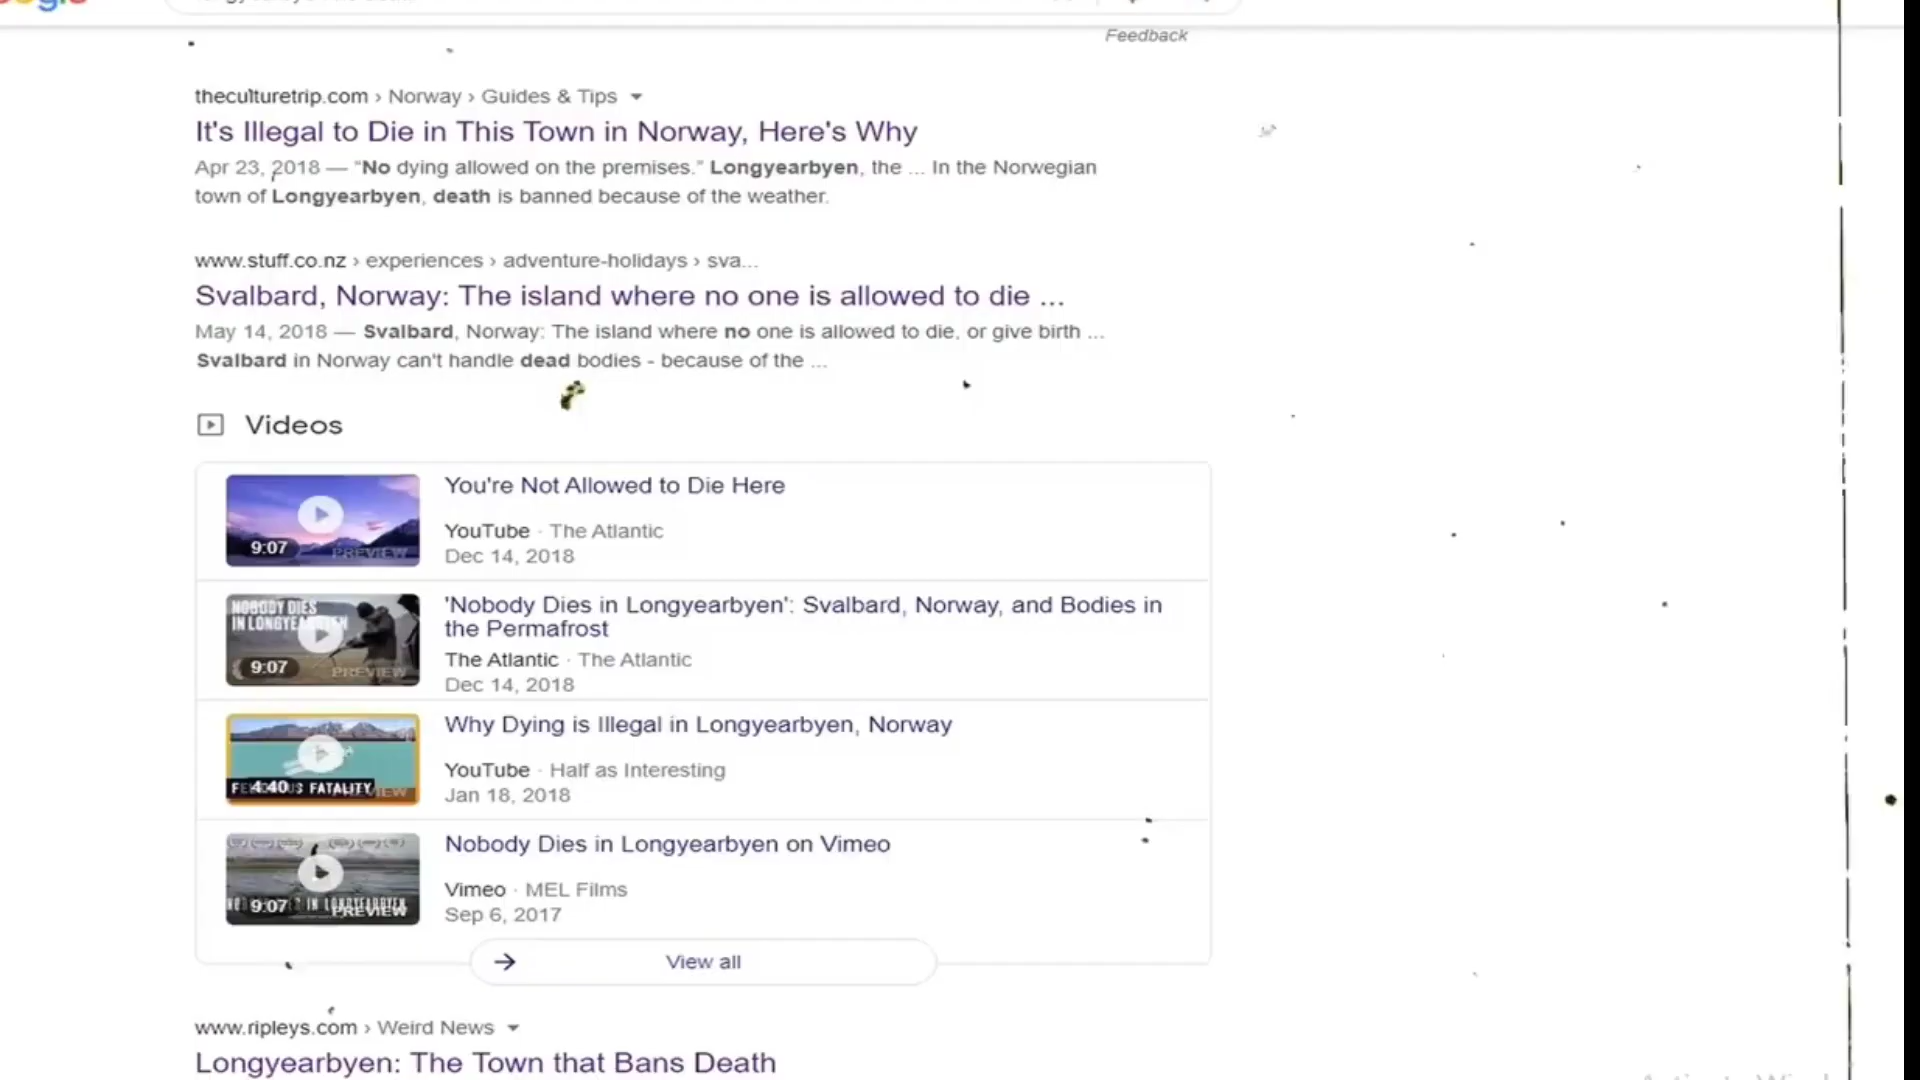 Feedback
theculturetrip.com › Norway › Guides & Tips
It's Illegal to Die in This Town in Norway, Here's Why
Apr 23, 2018 — “No dying allowed on the premises.” Longyearbyen, the ... In the Norwegian
town of Longyearbyen, death is banned because of the weather.
www.stuff.co.nz › experiences › adventure-holidays › sva...
Svalbard, Norway: The island where no one is allowed to die ...
May 14, 2018 — Svalbard, Norway: The island where no one is allowed to die, or give birth ...
Svalbard in Norway can't handle dead bodies - because of the ...
Videos
You're Not Allowed to Die Here
YouTube · The Atlantic
Dec 14, 2018
9:07 PREVIEW
'Nobody Dies in Longyearbyen': Svalbard, Norway, and Bodies in
the Permafrost
The Atlantic · The Atlantic
Dec 14, 2018
NOBODY DIES
IN LONGYEARBYEN
9:07 PREVIEW
Why Dying is Illegal in Longyearbyen, Norway
YouTube · Half as Interesting
Jan 18, 2018
4:40 FATALITY
Nobody Dies in Longyearbyen on Vimeo
Vimeo · MEL Films
Sep 6, 2017
9:07 IN LONGYEARBYEN PREVIEW
View all
www.ripleys.com › Weird News
Longyearbyen: The Town that Bans Death